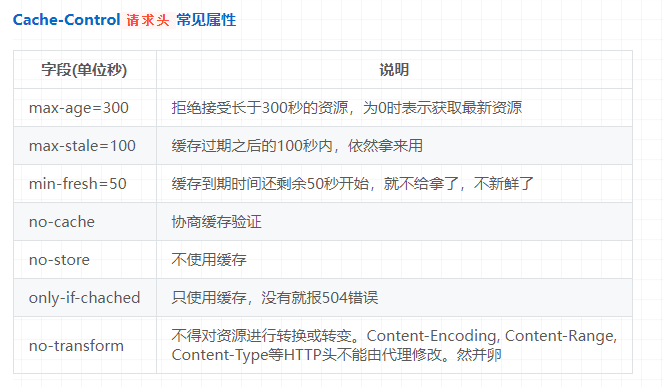 Cache-Control 请求头 常见属性
字段(单位秒) 说明
max-age=300 拒绝接受长于300秒的资源，为0时表示获取最新资源
max-stale=100 缓存过期之后的100秒内，依然拿来用
min-fresh=50 缓存到期时间还剩余50秒开始，就不给拿了，不新鲜了
no-cache 协商缓存验证
no-store 不使用缓存
only-if-chached 只使用缓存，没有就报504错误
no-transform 不得对资源进行转换或转变。Content-Encoding, Content-Range,
Content-Type等HTTP头不能由代理修改。然并卵